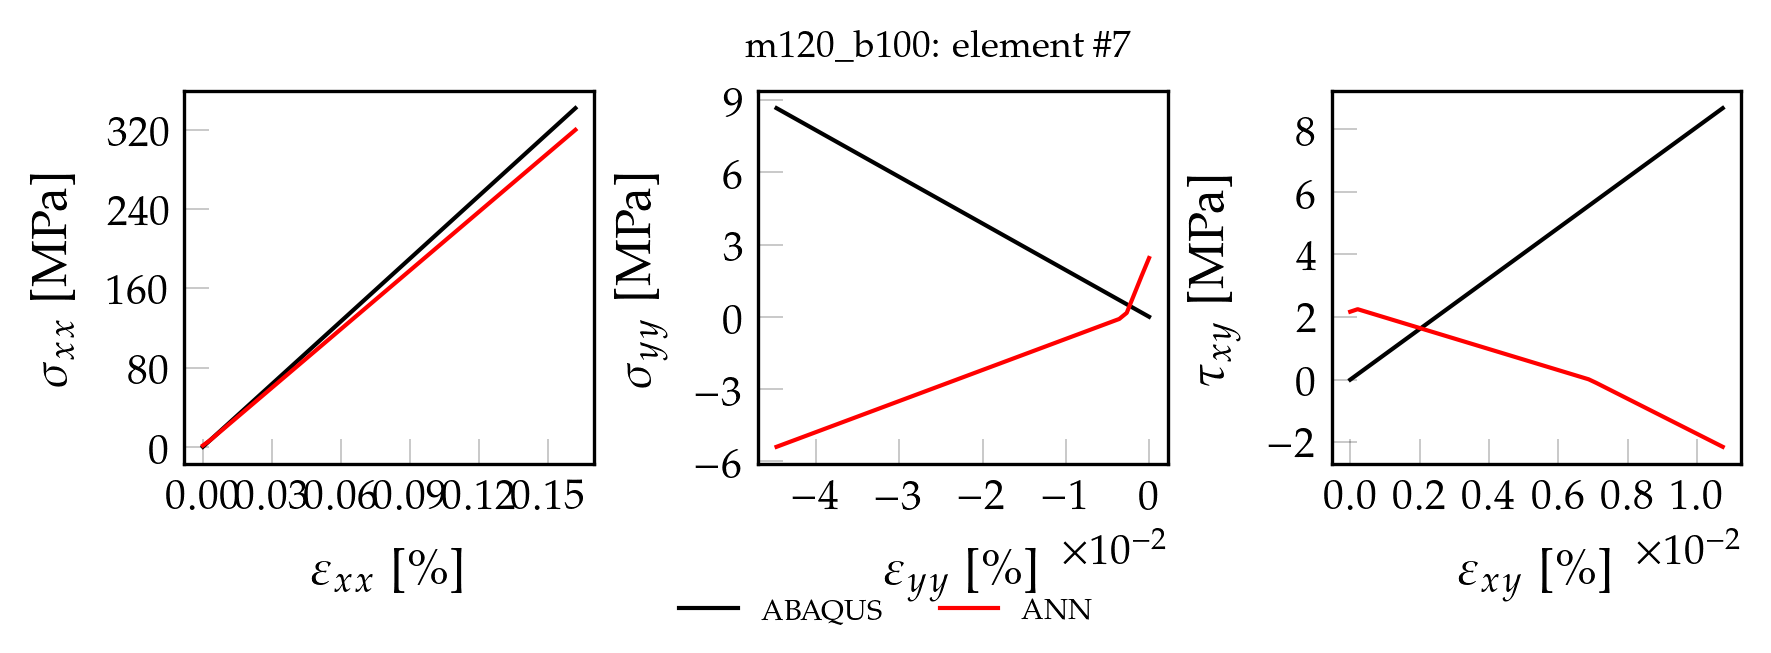 m120_b100: element #7
σxx [MPa]
320
240
160
80
0
0.00 0.03 0.06 0.09 0.12 0.15
εxx [%]
σyy [MPa]
9
6
3
0
−3
−6
−4 −3 −2 −1 0
×10−2
εyy [%]
τxy [MPa]
8
6
4
2
0
−2
0.0 0.2 0.4 0.6 0.8 1.0
×10−2
εxy [%]
ABAQUS ANN